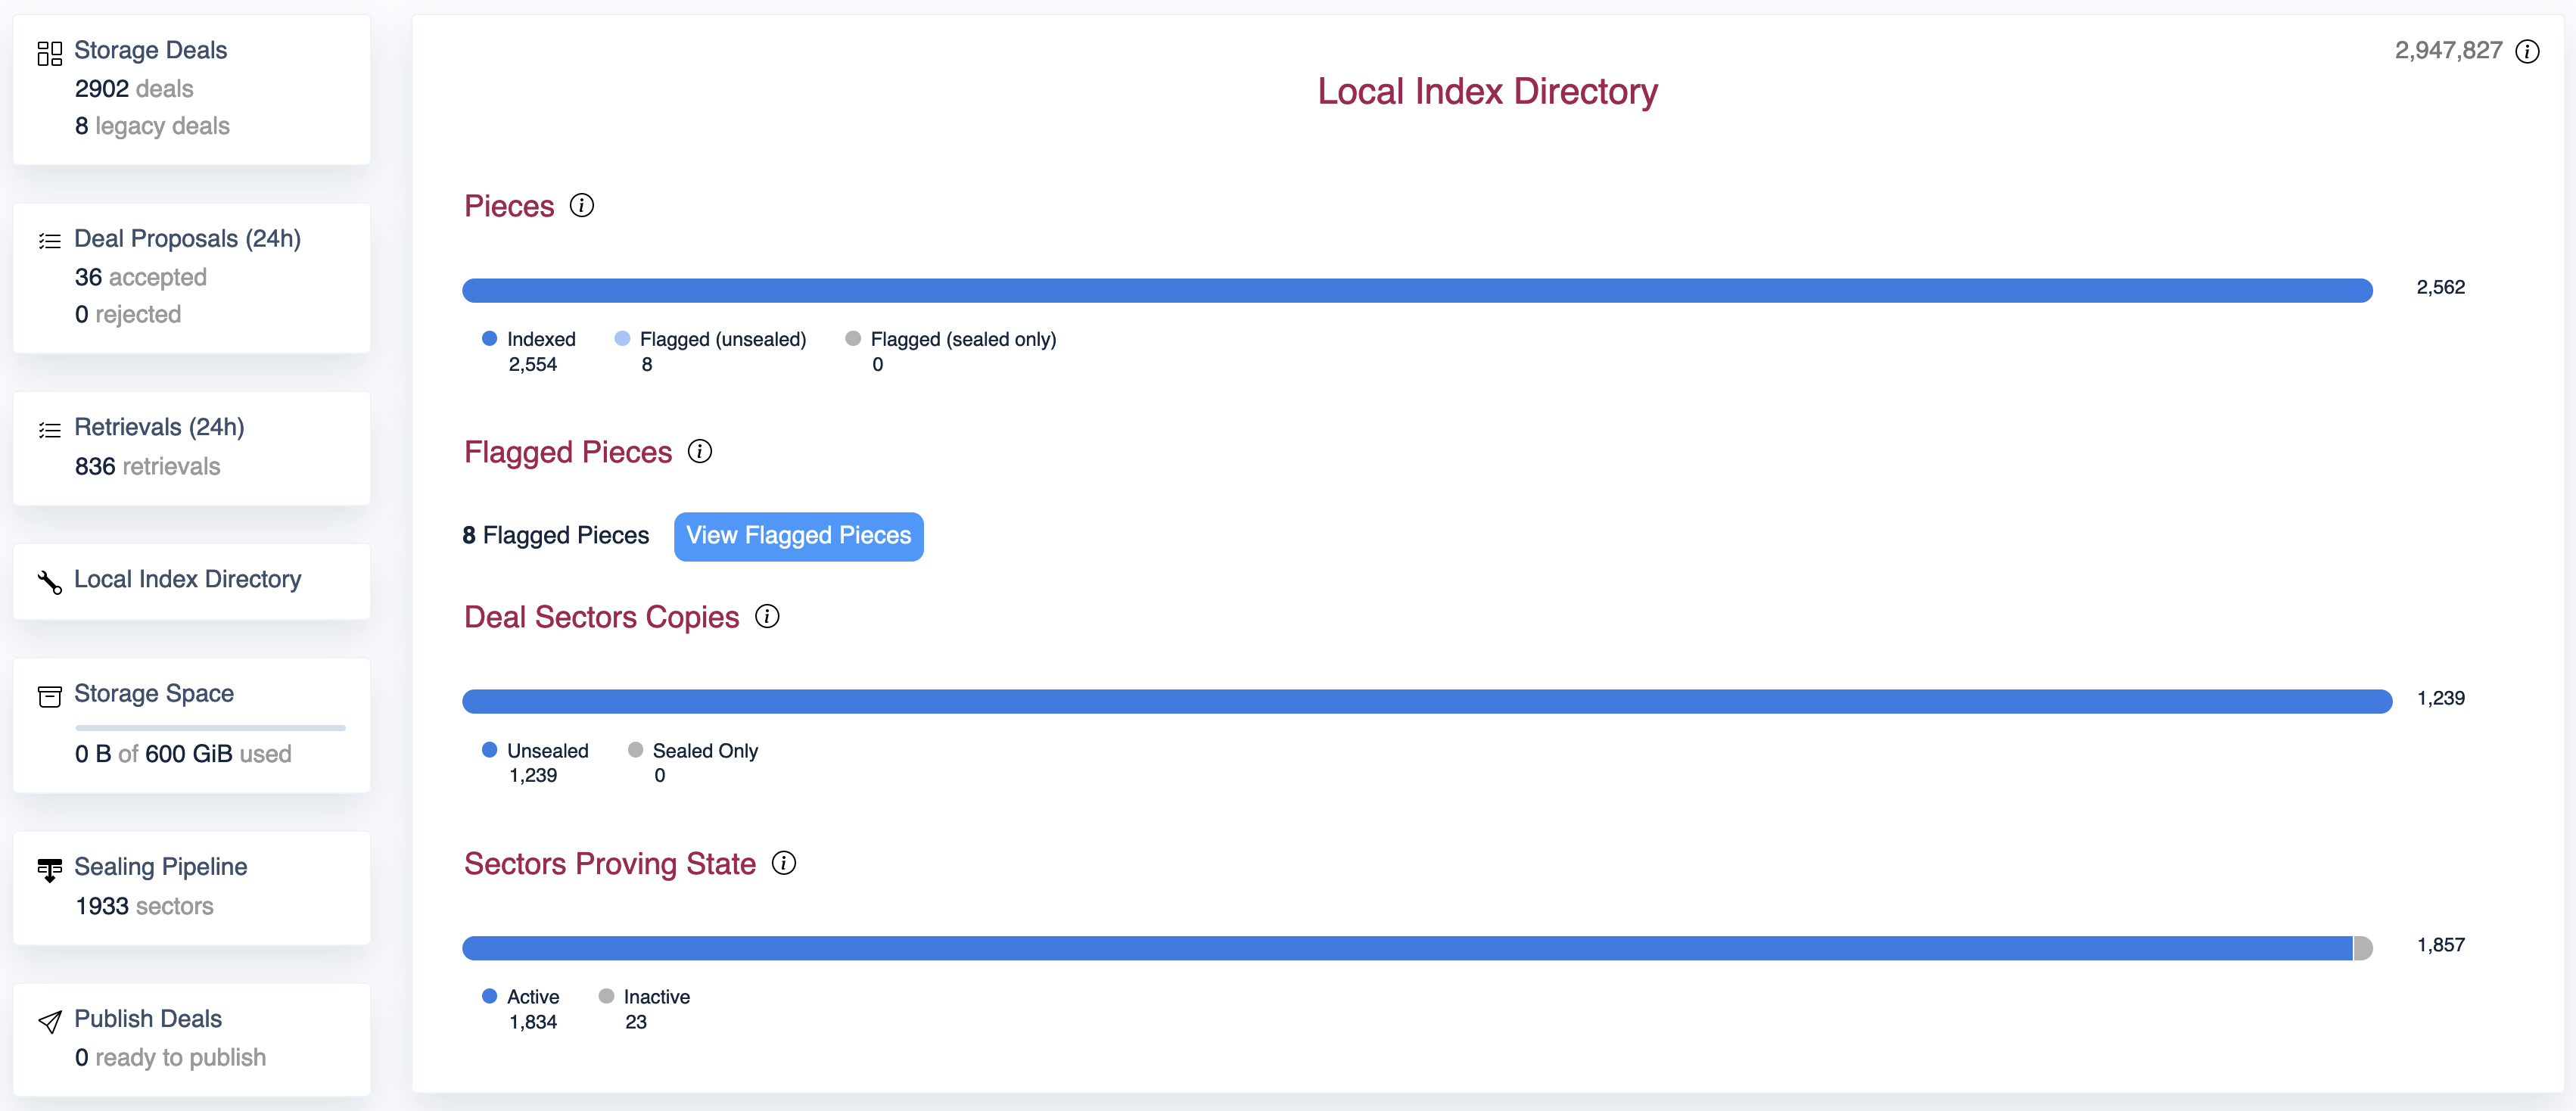 Storage Deals
2902 deals
8 legacy deals
Deal Proposals (24h)
36 accepted
0 rejected
Retrievals (24h)
836 retrievals
Local Index Directory
Storage Space
0 B of 600 GiB used
Sealing Pipeline
1933 sectors
Publish Deals
0 ready to publish
2,947,827
Local Index Directory
Pieces
2,562
Indexed Flagged (unsealed) Flagged (sealed only)
2,554 8 0
Flagged Pieces
8 Flagged Pieces View Flagged Pieces
Deal Sectors Copies
1,239
Unsealed Sealed Only
1,239 0
Sectors Proving State
1,857
Active Inactive
1,834 23